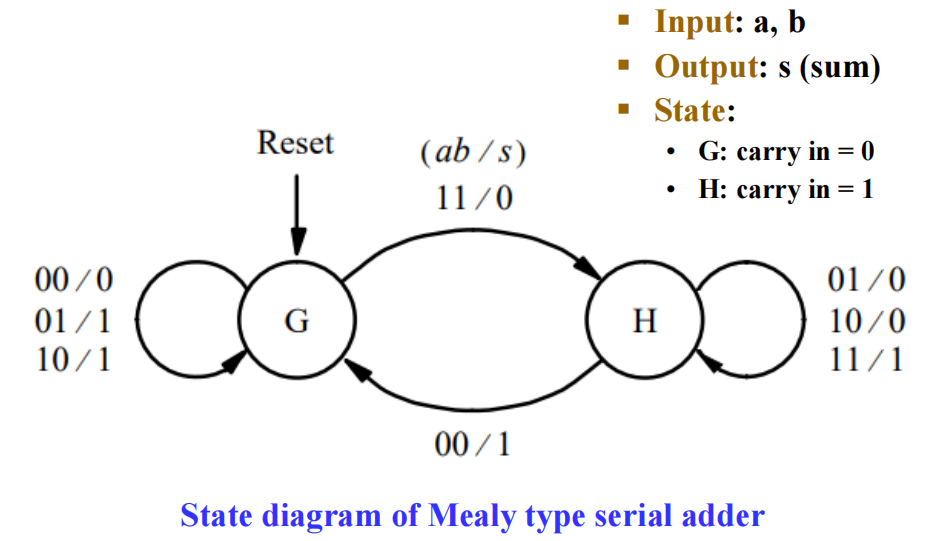 ▪ Input: a, b
▪ Output: s (sum)
▪ State:
• G: carry in = 0
• H: carry in = 1
Reset
(ab / s)
11 / 0
00 / 0
01 / 1
10 / 1
G
H
01 / 0
10 / 0
11 / 1
00 / 1
State diagram of Mealy type serial adder